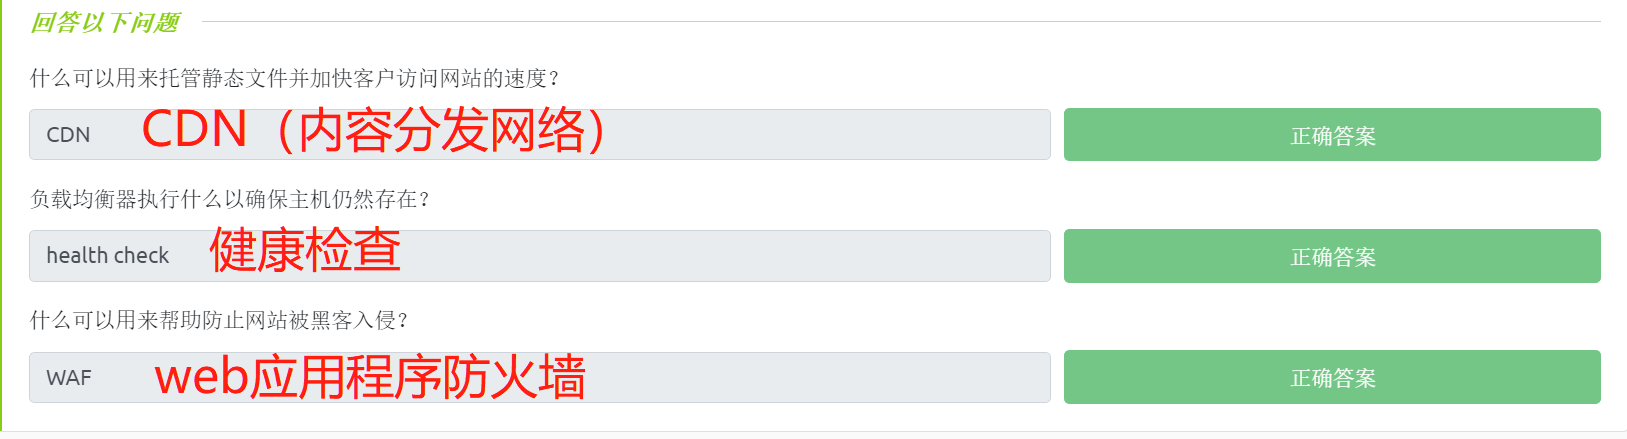 回答以下问题
什么可以用来托管静态文件并加快客户访问网站的速度？
CDN CDN（内容分发网络） 正确答案
负载均衡器执行什么以确保主机仍然存在？
health check 健康检查 正确答案
什么可以用来帮助防止网站被黑客入侵？
WAF web应用程序防火墙 正确答案